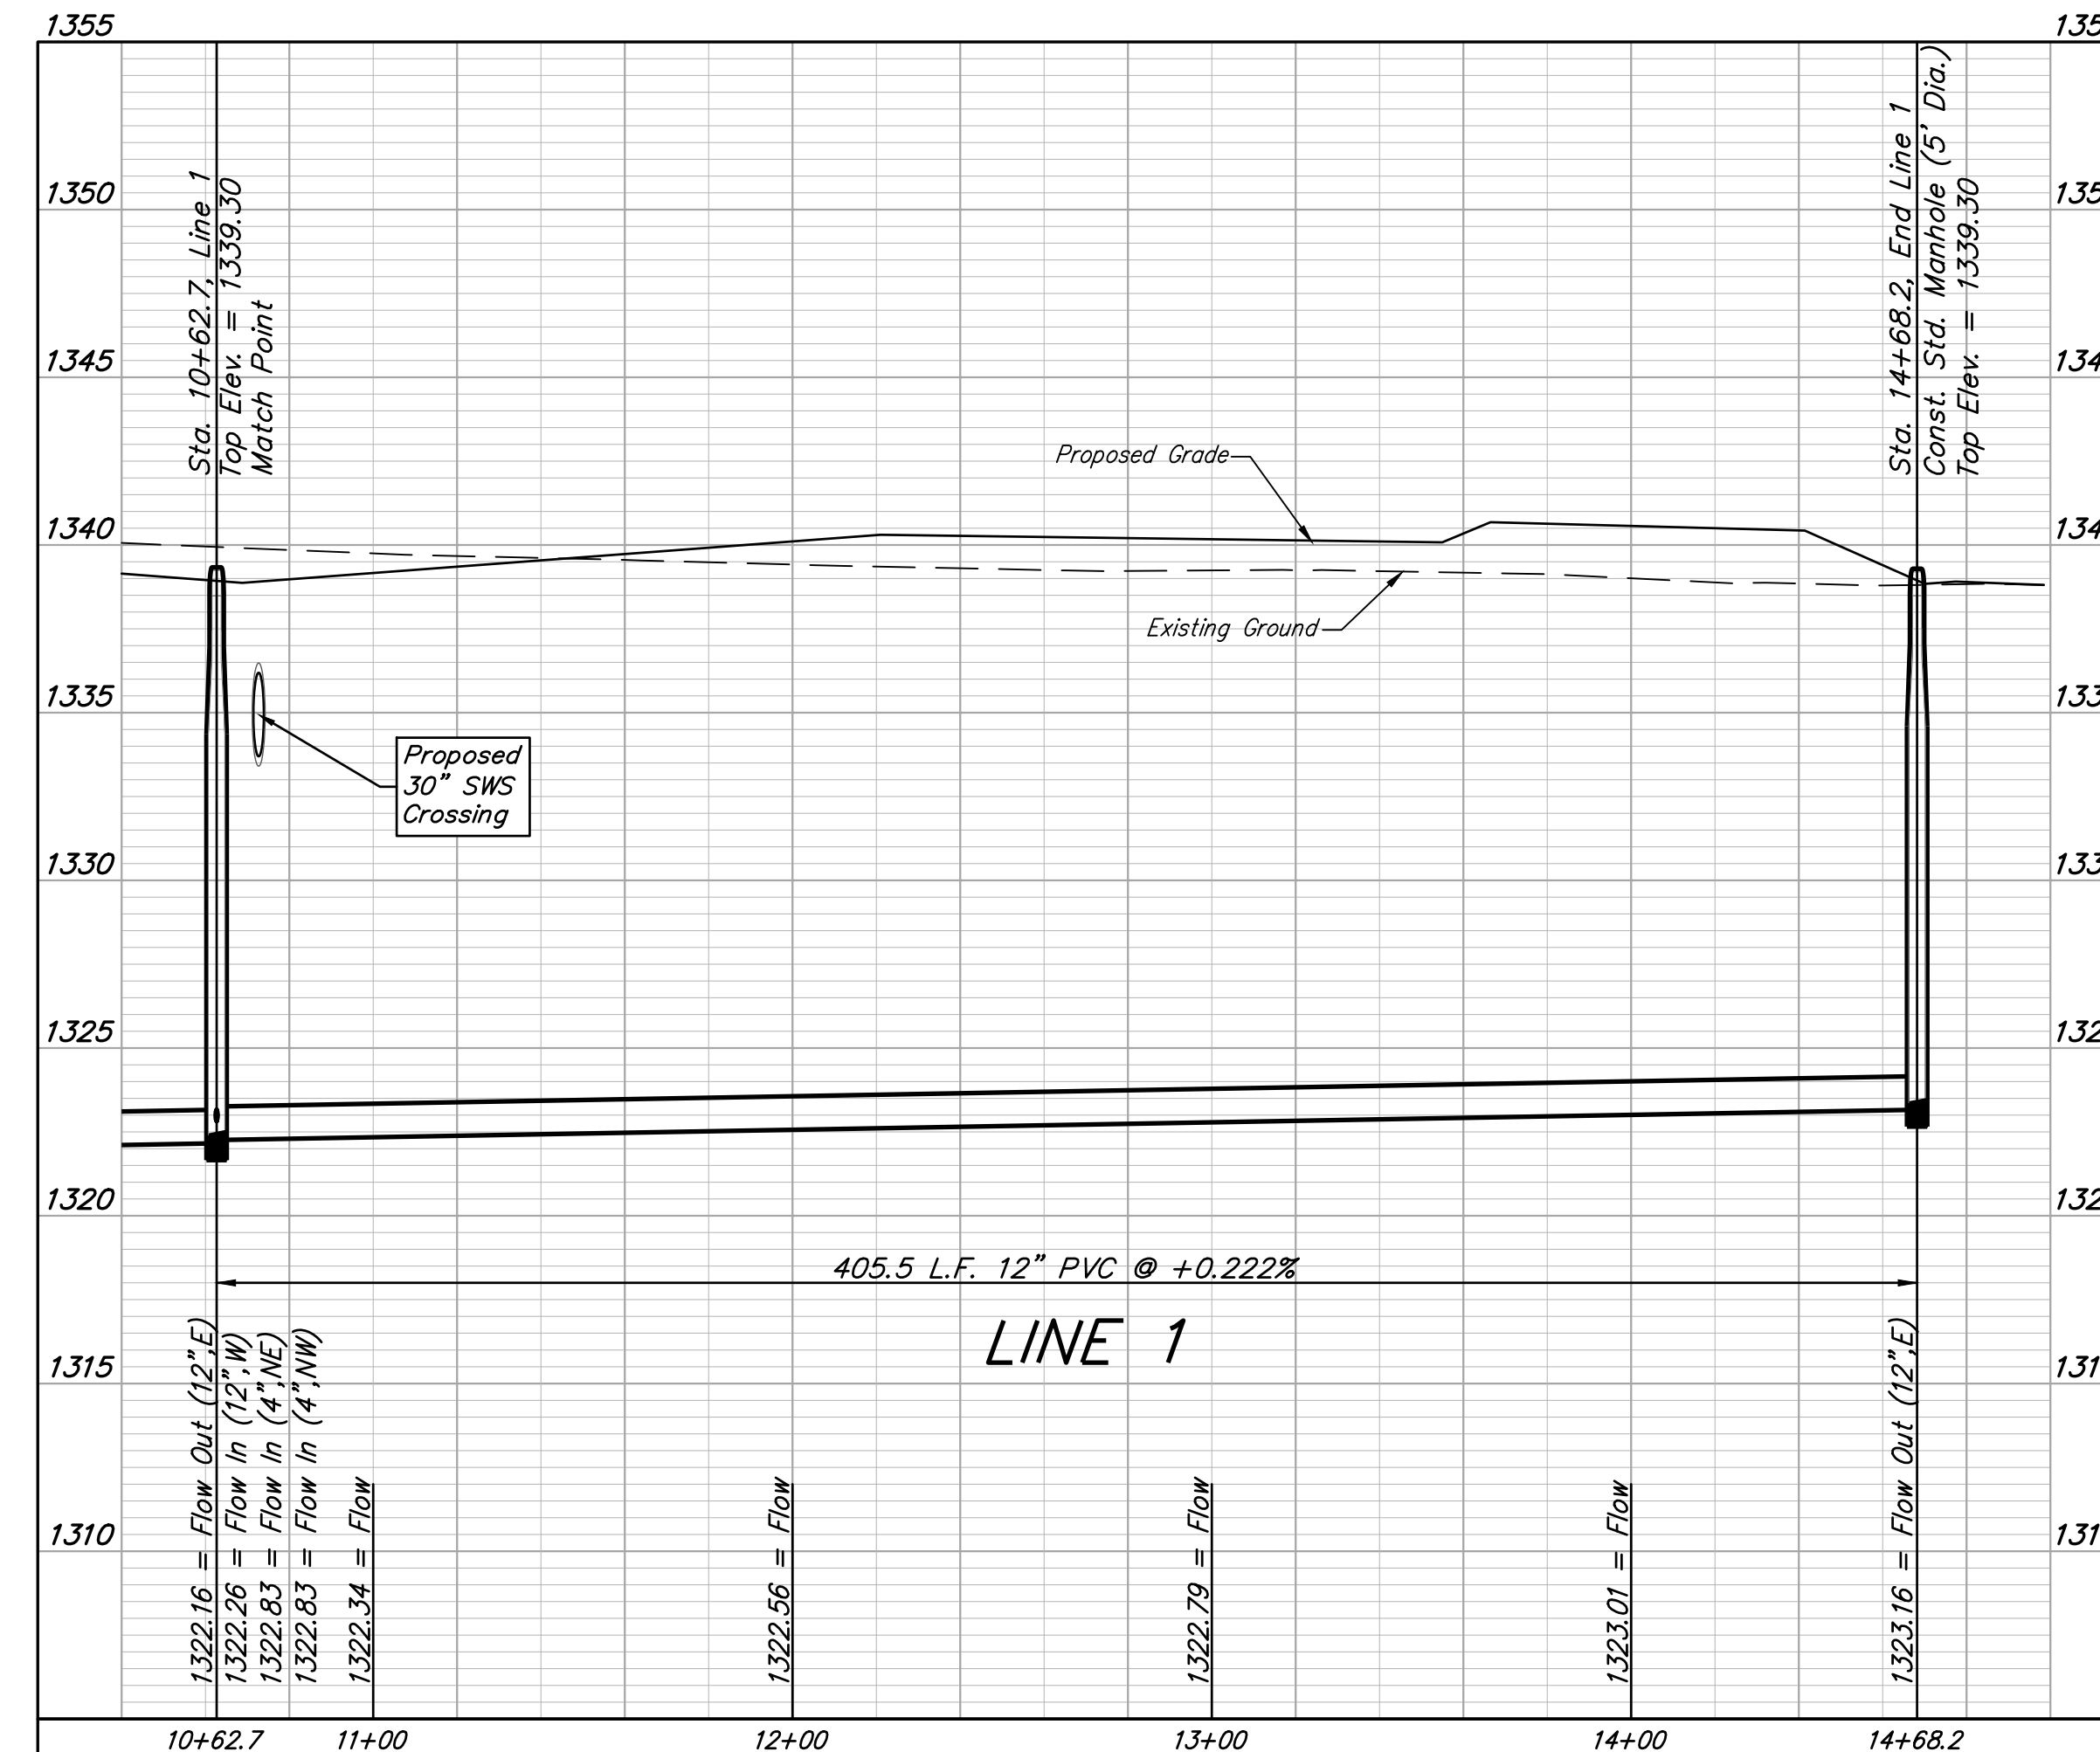 1355
1350
1345
1340
1335
1330
1325
1320
1315
1310
Sta. 10+62.7, Line 1
Top Elev. = 1339.30
Match Point
Proposed Grade
Existing Ground
Proposed
30" SWS
Crossing
Sta. 14+68.2, End Line 1
Const. Std. Manhole (5' Dia.)
Top Elev. = 1339.30
405.5 L.F. 12" PVC @ +0.222%
LINE 1
1322.16 = Flow Out (12",E)
1322.26 = Flow In (12",W)
1322.83 = Flow In (4",NE)
1322.83 = Flow In (4",NW)
1322.34 = Flow
1322.56 = Flow
1322.79 = Flow
1323.01 = Flow
1323.16 = Flow Out (12",E)
10+62.7
11+00
12+00
13+00
14+00
14+68.2